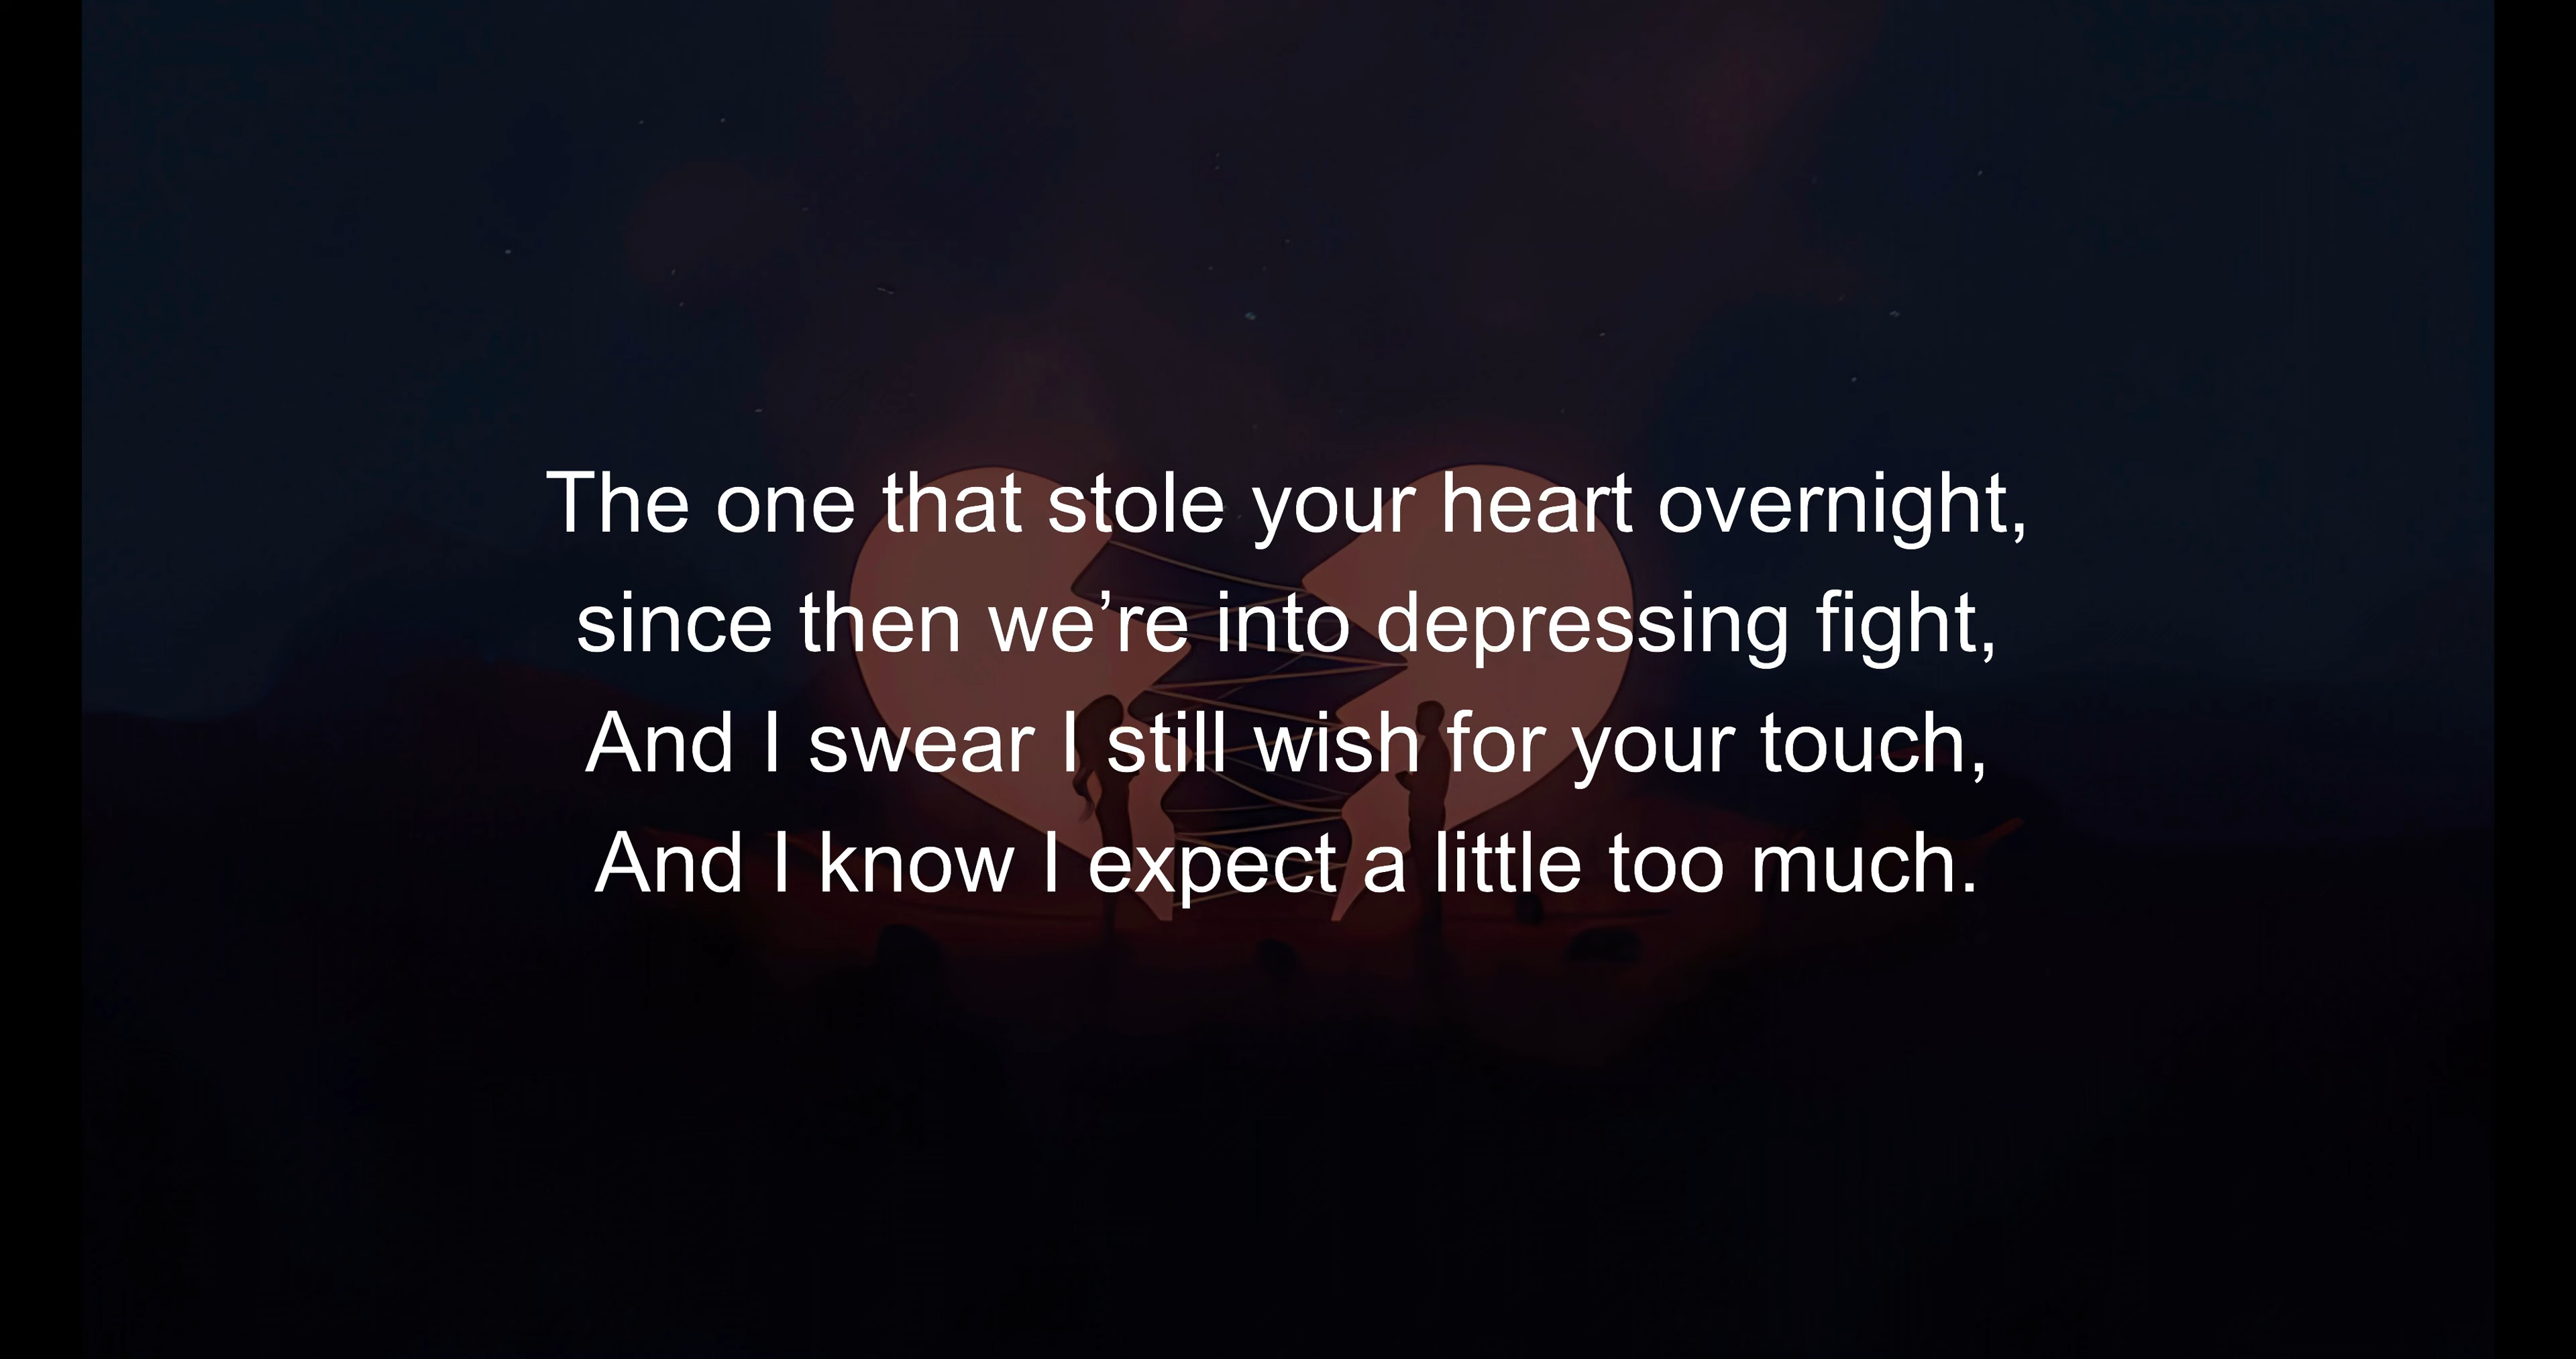 The one that stole your heart overnight,
since then we’re into depressing fight,
And I swear I still wish for your touch,
And I know I expect a little too much.